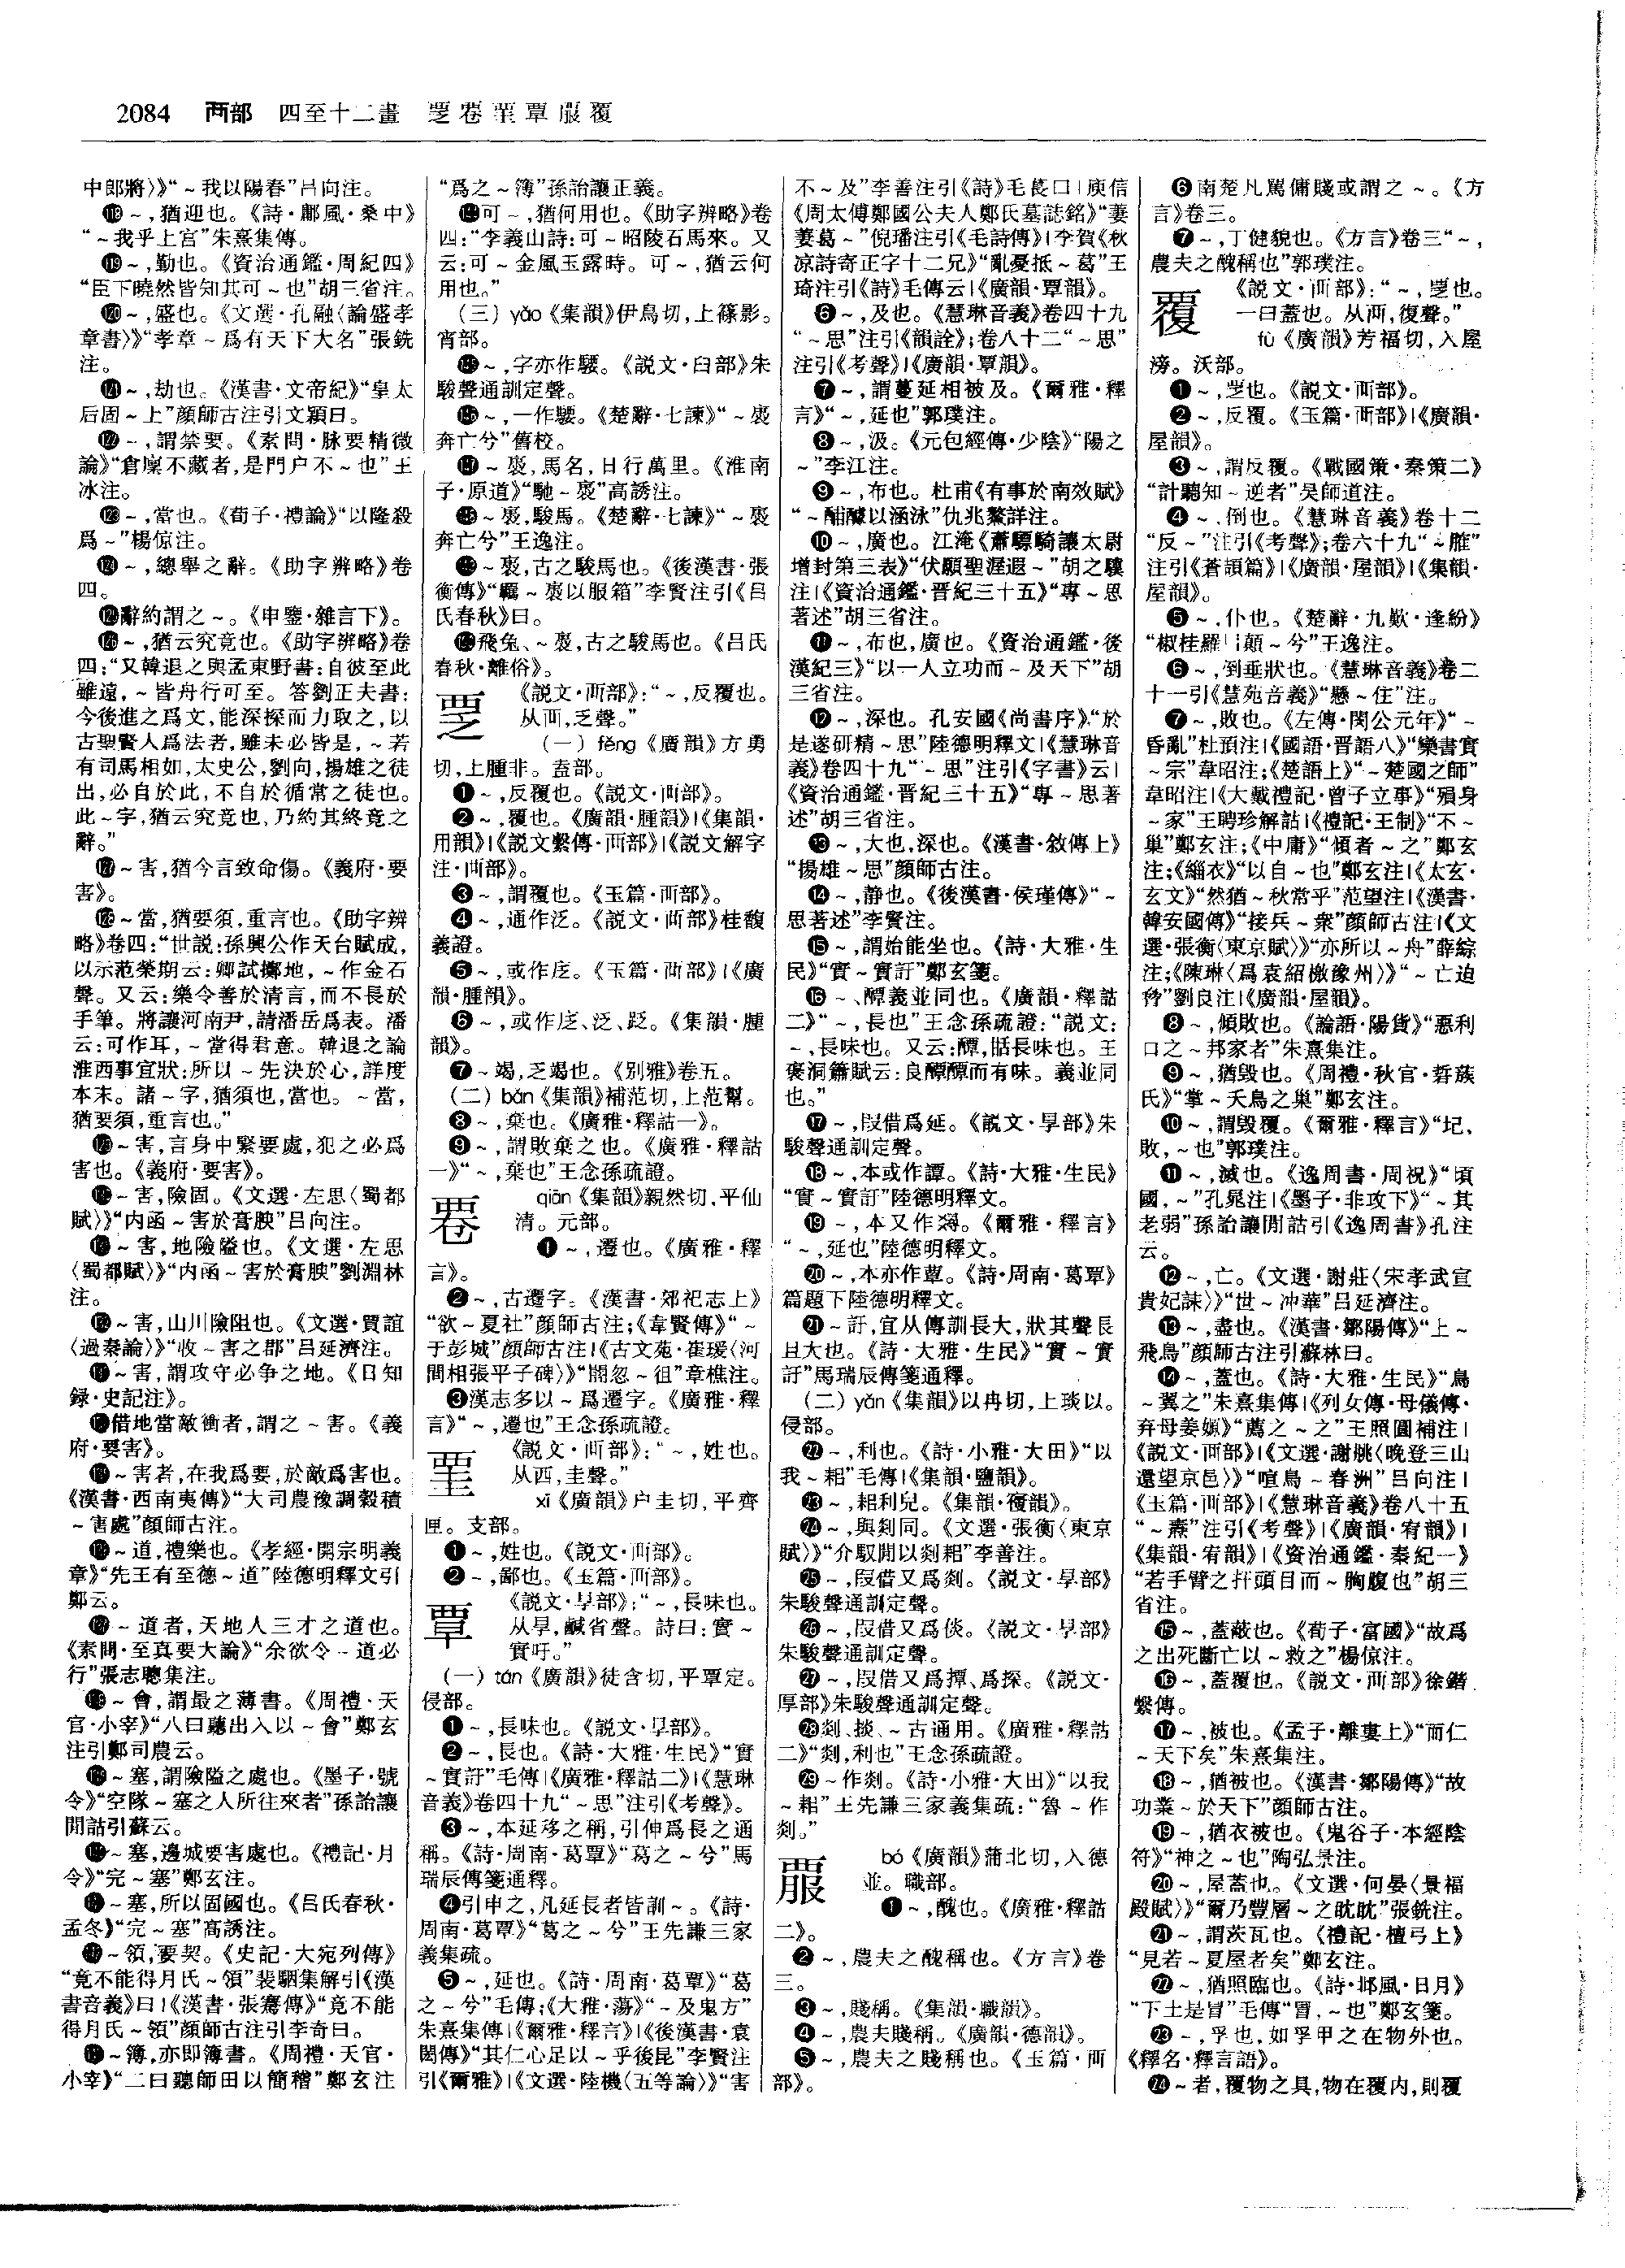 2084 襾部 四至十二畫 覂覀覃覆
中郎將〉》“～我以陽春”吕向注。
⓲～,猶迎也。《詩·鄘風·桑中》
“～我乎上宫”朱熹集傳。
～,勤也。《資治通鑑·周紀四》
“臣下曉然皆知其可～也”胡三省注。
～,盛也。《文選·孔融〈論盛孝
章書〉》“孝章～爲有天下大名”張銑
注。
～,劫也。《漢書·文帝紀》“皇太
后固～上”顔師古注引文穎曰。
～,謂禁要。《素問·脉要精微
論》“倉廪不藏者,是門户不～也”王
冰注。
～,當也。《荀子·禮論》“以隆殺
爲～”楊倞注。
～,總舉之辭。《助字辨略》卷
四。
辭約謂之～。《申鑒·雜言下》。
～,猶云究竟也。《助字辨略》卷
四:“又韓退之與孟東野書:自彼至此
雖遠,～皆舟行可至。答劉正夫書:
今後進之爲文,能深探而力取之,以
古聖賢人爲法者,雖未必皆是,～若
有司馬相如,太史公,劉向,揚雄之徒
出,必自於此,不自於循常之徒也。
此～字,猶云究竟也,乃約其終竟之
辭。”
～害,猶今言致命傷。《義府·要
害》。
～當,猶要須,重言也。《助字辨
略》卷四:“世説:孫興公作天台賦成,
以示范榮期云:卿試擲地,～作金石
聲。又云:樂令善於清言,而不長於
手筆。將讓河南尹,請潘岳爲表。潘
云:可作耳,～當得君意。韓退之論
淮西事宜狀:所以～先決於心,詳度
本末。諸～字,猶須也,當也。～當,
猶要須,重言也。”
～害,言身中緊要處,犯之必爲
害也。《義府·要害》。
～害,險固。《文選·左思〈蜀都
賦〉》“内函～害於膏腴”吕向注。
～害,地險隘也。《文選·左思
〈蜀都賦〉》“内函～害於膏腴”劉淵林
注。
～害,山川險阻也。《文選·賈誼
〈過秦論〉》“收～害之郡”吕延濟注。
～害,謂攻守必争之地。《日知
録·史記注》。
借地當敵衝者,謂之～害。《義
府·要害》。
～害者,在我爲要,於敵爲害也。
《漢書·西南夷傳》“大司農豫調穀積
～害處”顔師古注。
～道,禮樂也。《孝經·開宗明義
章》“先王有至德～道”陸德明釋文引
鄭云。
～道者,天地人三才之道也。
《素問·至真要大論》“余欲令～道必
行”張志聰集注。
～會,謂最之薄書。《周禮·天
官·小宰》“八曰聽出入以～會”鄭玄
注引鄭司農云。
～塞,謂險隘之處也。《墨子·號
令》“空隊～塞之人所往來者”孫詒讓
閒詁引蘇云。
～塞,邊城要害處也。《禮記·月
令》“完～塞”鄭玄注。
～塞,所以固國也。《吕氏春秋·
孟冬》“完～塞”高誘注。
～領,要契。《史記·大宛列傳》
“竟不能得月氏～領”裴駰集解引《漢
書音義》曰|《漢書·張騫傳》“竟不能
得月氏～領”顔師古注引李奇曰。
～簿,亦即簿書。《周禮·天官·
小宰》“二曰聽師田以簡稽”鄭玄注
“爲之～簿”孫詒讓正義。
可～,猶何用也。《助字辨略》卷
四:“李義山詩:可～昭陵石馬來。又
云:可～金風玉露時。可～,猶云何
用也。”
（三）yǎo《集韻》伊鳥切,上篠影。
宵部。
～,字亦作騕。《説文·臼部》朱
駿聲通訓定聲。
～,一作騕。《楚辭·七諫》“～褭
奔亡兮”舊校。
～褭,馬名,日行萬里。《淮南
子·原道》“馳～褭”高誘注。
～褭,駿馬。《楚辭·七諫》“～褭
奔亡兮”王逸注。
～褭,古之駿馬也。《後漢書·張
衡傳》“羈～褭以服箱”李賢注引《吕
氏春秋》曰。
飛兔、～褭,古之駿馬也。《吕氏
春秋·離俗》。
覂
《説文·襾部》:“～,反覆也。
从襾,乏聲。”
（一）fěng《廣韻》方勇
切,上腫非。盍部。
❶～,反覆也。《説文·襾部》。
❷～,覆也。《廣韻·腫韻》|《集韻·
用韻》|《説文繫傳·襾部》|《説文解字
注·襾部》。
❸～,謂覆也。《玉篇·襾部》。
❹～,通作泛。《説文·襾部》桂馥
義證。
❺～,或作庋。《玉篇·襾部》|《廣
韻·腫韻》。
❻～,或作㡴、泛、䟪。《集韻·腫
韻》。
❼～竭,乏竭也。《别雅》卷五。
（二）bǎn《集韻》補范切,上范幫。
❽～,棄也。《廣雅·釋詁一》。
❾～,謂敗棄之也。《廣雅·釋詁
一》“～,棄也”王念孫疏證。
qiān《集韻》親然切,平仙
清。元部。
❶～,遷也。《廣雅·釋
言》。
❷～,古遷字。《漢書·郊祀志上》
“欲～夏社”顔師古注;《韋賢傳》“～
于彭城”顔師古注|《古文苑·崔瑗〈河
間相張平子碑〉》“閒忽～徂”章樵注。
❸漢志多以～爲遷字。《廣雅·釋
言》“～,遷也”王念孫疏證。
《説文·襾部》:“～,姓也。
从西,圭聲。”
xī《廣韻》户圭切,平齊
匣。支部。
❶～,姓也。《説文·襾部》。
❷～,鄙也。《玉篇·襾部》。
覃
《説文·㫗部》:“～,長味也。
从㫗,鹹省聲。詩曰:實～
實吁。”
（一）tán《廣韻》徒含切,平覃定。
侵部。
❶～,長味也。《説文·㫗部》。
❷～,長也。《詩·大雅·生民》“實
～實訏”毛傳|《廣雅·釋詁二》|《慧琳
音義》卷四十九“～思”注引《考聲》。
❸～,本延移之稱,引伸爲長之通
稱。《詩·周南·葛覃》“葛之～兮”馬
瑞辰傳箋通釋。
❹引申之,凡延長者皆訓～。《詩·
周南·葛覃》“葛之～兮”王先謙三家
義集疏。
❺～,延也。《詩·周南·葛覃》“葛
之～兮”毛傳;《大雅·蕩》“～及鬼方”
朱熹集傳|《爾雅·釋言》|《後漢書·袁
閎傳》“其仁心足以～乎後昆”李賢注
引《爾雅》|《文選·陸機〈五等論〉》“害
不～及”李善注引《詩》毛萇曰|庾信
《周太傅鄭國公夫人鄭氏墓誌銘》“萋
萋葛～”倪璠注引《毛詩傳》|李賀《秋
凉詩寄正字十二兄》“亂憂抵～葛”王
琦注引《詩》毛傳云|《廣韻·覃韻》。
❻～,及也。《慧琳音義》卷四十九
“～思”注引《韻詮》;卷八十二“～思”
注引《考聲》|《廣韻·覃韻》。
❼～,謂蔓延相被及。《爾雅·釋
言》“～,延也”郭璞注。
❽～,汲。《元包經傳·少陰》“陽之
～”李江注。
❾～,布也。杜甫《有事於南效賦》
“～酺醵以涵泳”仇兆鰲詳注。
❿～,廣也。江淹《蕭驃騎讓太尉
增封第三表》“伏願聖渥遐～”胡之驥
注|《資治通鑑·晉紀三十五》“專～思
著述”胡三省注。
⓫～,布也,廣也。《資治通鑑·後
漢紀三》“以一人立功而～及天下”胡
三省注。
⓬～,深也。孔安國《尚書序》“於
是遂研精～思”陸德明釋文|《慧琳音
義》卷四十九“～思”注引《字書》云|
《資治通鑑·晋紀三十五》“專～思著
述”胡三省注。
⓭～,大也,深也。《漢書·敘傳上》
“揚雄～思”顔師古注。
⓮～,静也。《後漢書·侯瑾傳》“～
思著述”李賢注。
⓯～,謂始能坐也。《詩·大雅·生
民》“實～實訏”鄭玄箋。
⓰～、醰義並同也。《廣韻·釋詁
二》“～,長也”王念孫疏證:“説文:
～,長味也。又云:醰,甛長味也。王
褒洞簫賦云:良醰醰而有味。義並同
也。”
⓱～,叚借爲延。《説文·㫗部》朱
駿聲通訓定聲。
⓲～,本或作譚。《詩·大雅·生民》
“實～實訏”陸德明釋文。
⓳～,本又作㵅。《爾雅·釋言》
“～,延也”陸德明釋文。
⓴～,本亦作蕈。《詩·周南·葛覃》
篇題下陸德明釋文。
㉑～訏,宜从傳訓長大,狀其聲長
且大也。《詩·大雅·生民》“實～實
訏”馬瑞辰傳箋通釋。
（二）yǎn《集韻》以冉切,上琰以。
侵部。
㉒～,利也。《詩·小雅·大田》“以
我～耜”毛傳|《集韻·鹽韻》。
㉓～,耜利皃。《集韻·𠪚韻》。
㉔～,與剡同。《文選·張衡〈東京
賦〉》“介馭閒以剡耜”李善注。
㉕～,叚借又爲剡。《説文·㫗部》
朱駿聲通訓定聲。
㉖～,叚借又爲倓。《説文·㫗部》
朱駿聲通訓定聲。
㉗～,叚借又爲撢、爲探。《説文·
厚部》朱駿聲通訓定聲。
㉘剡、掞、～古通用。《廣雅·釋詁
二》“剡,利也”王念孫疏證。
㉙～作剡。《詩·小雅·大田》“以我
～耜”王先謙三家義集疏:“魯～作
剡。”
bó《廣韻》蒲北切,入德
並。職部。
❶～,醜也。《廣雅·釋詁
二》。
❷～,農夫之醜稱也。《方言》卷
三。
❸～,賤稱。《集韻·職韻》。
❹～,農夫賤稱。《廣韻·德韻》。
❺～,農夫之賤稱也。《玉篇·襾
部》。
❻南楚凡罵傭賤或謂之～。《方
言》卷三。
❼～,丁健貌也。《方言》卷三“～,
農夫之醜稱也”郭璞注。
覆
《説文·襾部》:“～,覂也。
一曰蓋也。从襾,復聲。”
fù《廣韻》芳福切,入屋
滂。沃部。
❶～,覂也。《説文·襾部》。
❷～,反覆。《玉篇·襾部》|《廣韻·
屋韻》。
❸～,謂反覆。《戰國策·秦策二》
“計聽知～逆者”吴師道注。
❹～,倒也。《慧琳音義》卷十二
“反～”注引《考聲》;卷六十九“～膗”
注引《蒼頡篇》|《廣韻·屋韻》|《集韻·
屋韻》。
❺～,仆也。《楚辭·九歎·逢紛》
“椒桂羅以顛～兮”王逸注。
❻～,到垂狀也。《慧琳音義》卷二
十一引《慧苑音義》“懸～住”注。
❼～,敗也。《左傳·閔公元年》“～
昏亂”杜預注|《國語·晋語八》“欒書實
～宗”韋昭注;《楚語上》“～楚國之師”
韋昭注|《大戴禮記·曾子立事》“殞身
～家”王聘珍解詁|《禮記·王制》“不～
巢”鄭玄注;《中庸》“傾者～之”鄭玄
注;《緇衣》“以自～也”鄭玄注|《太玄·
玄文》“然猶～秋常乎”范望注|《漢書·
韓安國傳》“接兵～衆”顔師古注|《文
選·張衡〈東京賦〉》“亦所以～舟”薛綜
注;《陳琳〈爲袁紹檄豫州〉》“～亡迫
脅”劉良注|《廣韻·屋韻》。
❽～,傾敗也。《論語·陽貨》“惡利
口之～邦家者”朱熹集注。
❾～,猶毁也。《周禮·秋官·硩蔟
氏》“掌～夭鳥之巢”鄭玄注。
❿～,謂毀覆。《爾雅·釋言》“圮,
敗,～也”郭璞注。
⓫～,滅也。《逸周書·周祝》“頃
國,～”孔晁注|《墨子·非攻下》“～其
老弱”孫詒讓閒詁引《逸周書》孔注
云。
⓬～,亡。《文選·謝莊〈宋孝武宣
貴妃誄〉》“世～冲華”吕延濟注。
⓭～,盡也。《漢書·鄒陽傳》“上～
飛鳥”顔師古注引蘇林曰。
⓮～,蓋也。《詩·大雅·生民》“鳥
～翼之”朱熹集傳|《列女傳·母儀傳·
弃母姜嫄》“薦之～之”王照圓補注|
《説文·襾部》|《文選·謝朓〈晚登三山
還望京邑〉》“喧鳥～春洲”吕向注|
《玉篇·襾部》|《慧琳音義》卷八十五
“～燾”注引《考聲》|《廣韻·宥韻》|
《集韻·宥韻》|《資治通鑑·秦紀一》
“若手臂之扞頭目而～胸腹也”胡三
省注。
⓯～,蓋蔽也。《荀子·富國》“故爲
之出死斷亡以～救之”楊倞注。
⓰～,蓋覆也。《説文·襾部》徐鍇
繫傳。
⓱～,被也。《孟子·離婁上》“而仁
～天下矣”朱熹集注。
⓲～,猶被也。《漢書·鄒陽傳》“故
功業～於天下”顔師古注。
⓳～,猶衣被也。《鬼谷子·本經陰
符》“神之～也”陶弘景注。
⓴～,屋蓋也。《文選·何晏〈景福
殿賦〉》“爾乃豐層～之耽耽”張銑注。
㉑～,謂茨瓦也。《禮記·檀弓上》
“見若～夏屋者矣”鄭玄注。
㉒～,猶照臨也。《詩·邶風·日月》
“下土是冒”毛傳“冒,～也”鄭玄箋。
㉓～,孚也,如孚甲之在物外也。
《釋名·釋言語》。
㉔～者,覆物之具,物在覆内,則覆